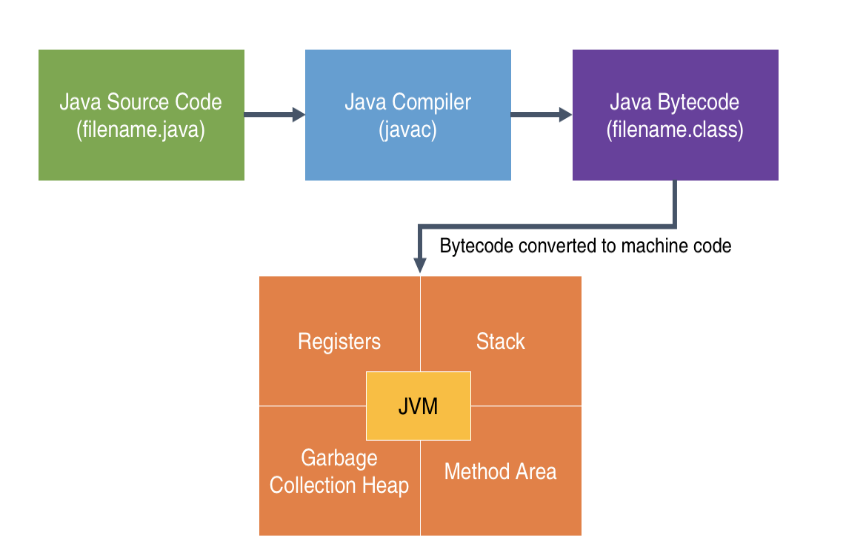 Java Source Code
(filename.java)
Java Compiler
(javac)
Java Bytecode
(filename.class)
Bytecode converted to machine code
Registers
Stack
JVM
Garbage
Collection Heap
Method Area